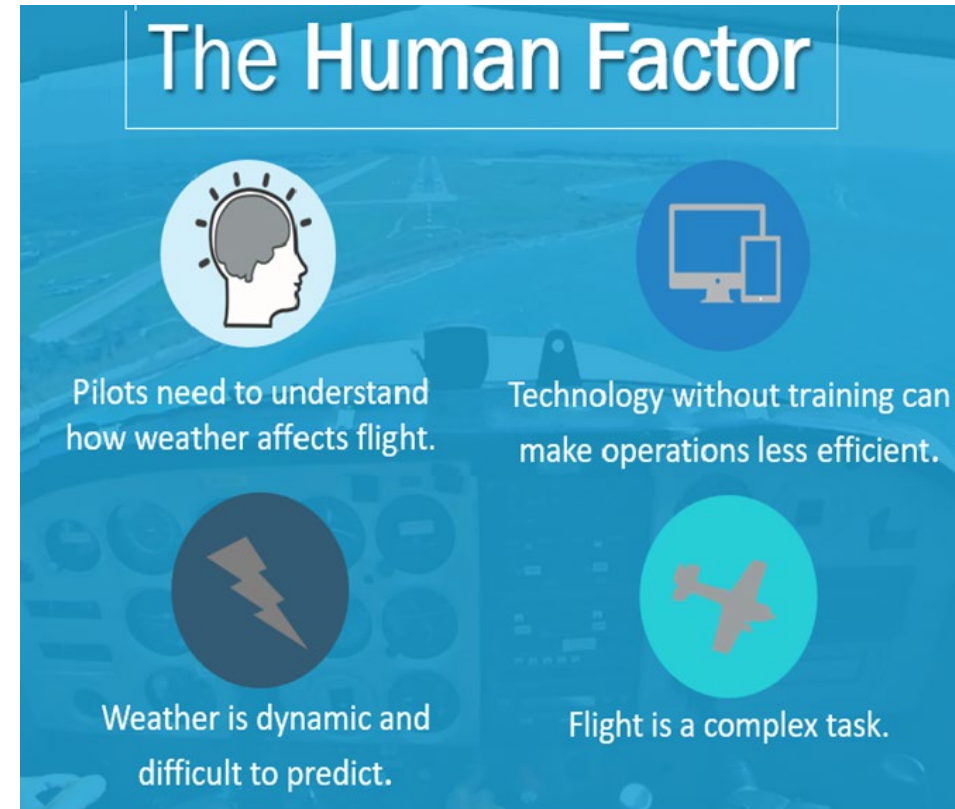 The Human Factor
Pilots need to understand
how weather affects flight.
Technology without training can
make operations less efficient.
Weather is dynamic and
difficult to predict.
Flight is a complex task.